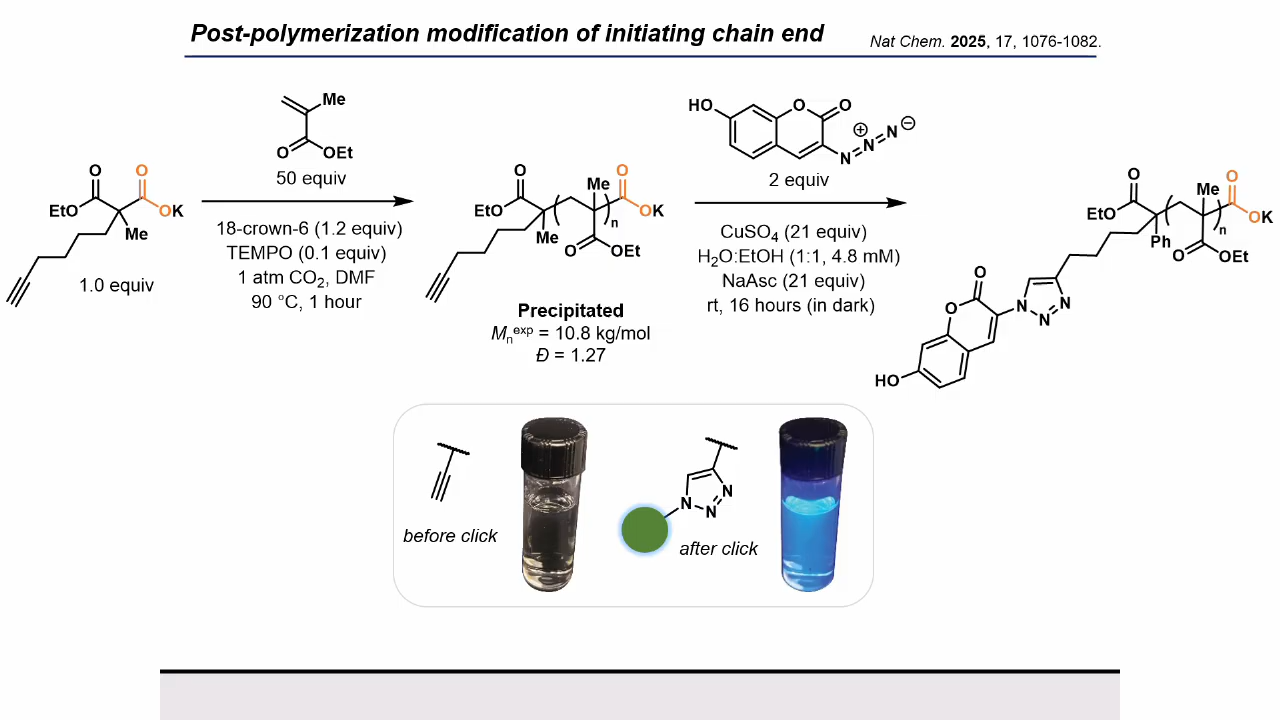 Post-polymerization modification of initiating chain end
Nat Chem. 2025, 17, 1076-1082.
Me
O
OEt
50 equiv
O
O
EtO
OK
Me
1.0 equiv
18-crown-6 (1.2 equiv)
TEMPO (0.1 equiv)
1 atm CO₂, DMF
90 °C, 1 hour
O
Me
O
EtO
OK
n
Me
O
OEt
Precipitated
Mₙᵉˣᵖ = 10.8 kg/mol
Đ = 1.27
HO
O
O
N
N
N
⊕
⊖
2 equiv
CuSO₄ (21 equiv)
H₂O:EtOH (1:1, 4.8 mM)
NaAsc (21 equiv)
rt, 16 hours (in dark)
O
Me
O
EtO
OK
n
Ph
O
OEt
O
O
N
N
N
HO
before click
N
N
N
after click